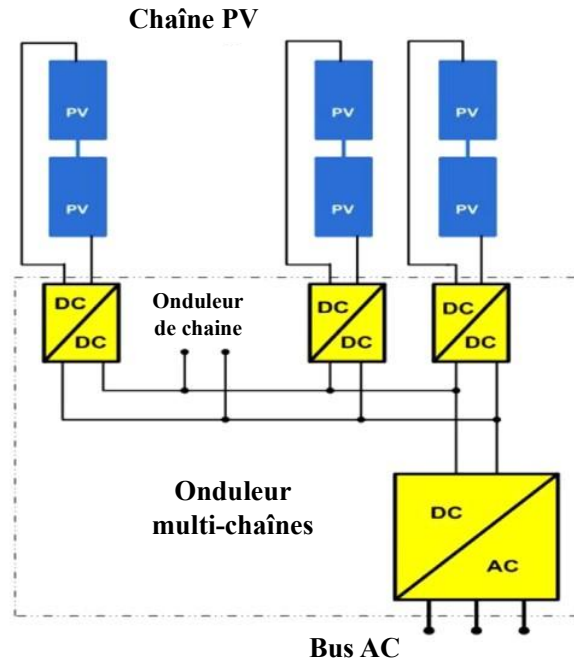 Chaîne PV
PV
PV
PV
PV
PV
PV
DC
DC
Onduleur
de chaine
DC
DC
DC
DC
Onduleur
multi-chaînes
DC
AC
Bus AC